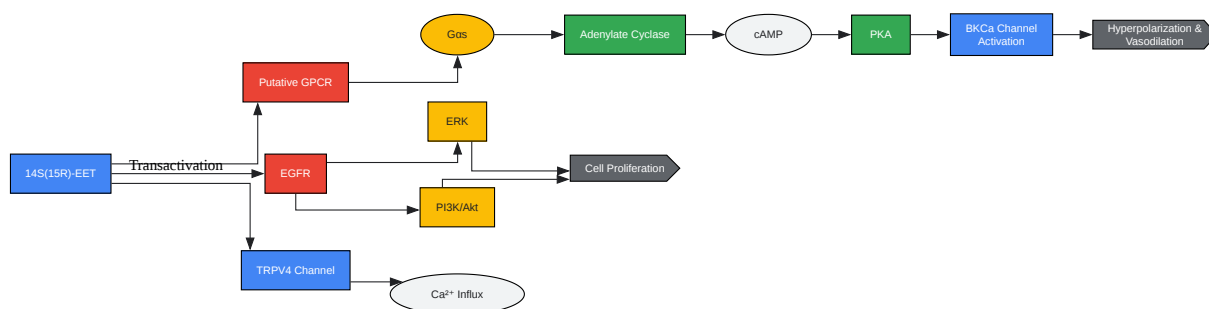 Gαs
Adenylate Cyclase
cAMP
PKA
BKCa Channel
Activation
Hyperpolarization &
Vasodilation
Putative GPCR
ERK
Transactivation
14S(15R)-EET
EGFR
Cell Proliferation
PI3K/Akt
TRPV4 Channel
Ca²⁺ Influx